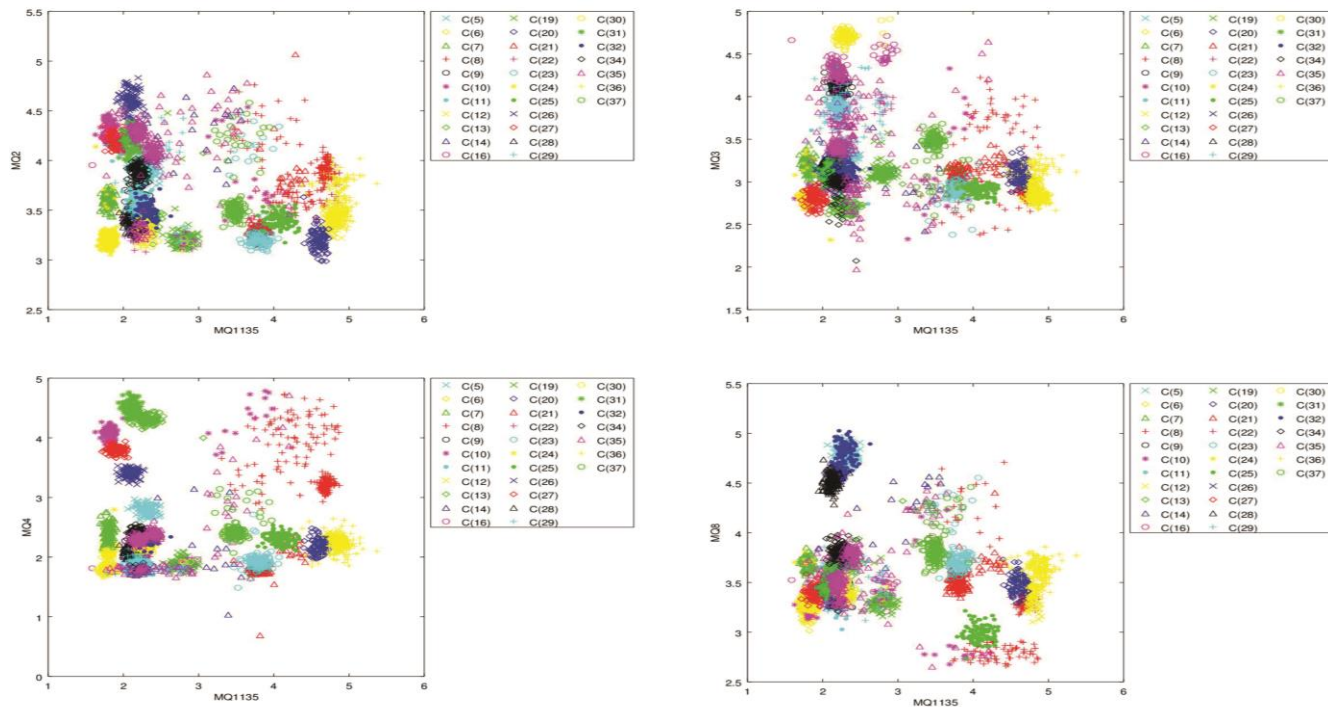 5.5
5
4.5
4
3.5
3
2.5
MQ2
1 2 3 4 5 6
MQ1135
C(5) C(19) C(30)
C(6) C(20) C(31)
C(7) C(21) C(32)
C(8) C(22) C(34)
C(9) C(23) C(35)
C(10) C(24) C(36)
C(11) C(25) C(37)
C(12) C(26)
C(13) C(27)
C(14) C(28)
C(16) C(29)
5
4.5
4
3.5
3
2.5
2
1.5
MQ3
1 2 3 4 5 6
MQ1135
C(5) C(19) C(30)
C(6) C(20) C(31)
C(7) C(21) C(32)
C(8) C(22) C(34)
C(9) C(23) C(35)
C(10) C(24) C(36)
C(11) C(25) C(37)
C(12) C(26)
C(13) C(27)
C(14) C(28)
C(16) C(29)
5
4
3
2
1
0
MQ4
1 2 3 4 5 6
MQ1135
C(5) C(19) C(30)
C(6) C(20) C(31)
C(7) C(21) C(32)
C(8) C(22) C(34)
C(9) C(23) C(35)
C(10) C(24) C(36)
C(11) C(25) C(37)
C(12) C(26)
C(13) C(27)
C(14) C(28)
C(16) C(29)
5.5
5
4.5
4
3.5
3
2.5
MQ8
1 2 3 4 5 6
MQ1135
C(5) C(19) C(30)
C(6) C(20) C(31)
C(7) C(21) C(32)
C(8) C(22) C(34)
C(9) C(23) C(35)
C(10) C(24) C(36)
C(11) C(25) C(37)
C(12) C(26)
C(13) C(27)
C(14) C(28)
C(16) C(29)